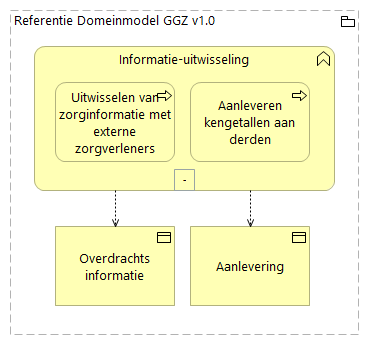 Referentie Domeinmodel GGZ v1.0
Informatie-uitwisseling
Uitwisselen van
zorginformatie met
externe
zorgverleners
Aanleveren
kengetallen aan
derden
-
Overdrachts
informatie
Aanlevering